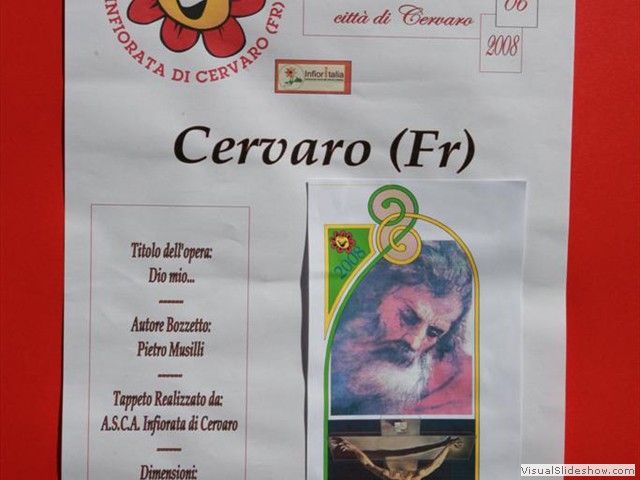 INFIORATA DI CERVARO (FR)
città di Cervaro
06
2008
Infioritalia
Cervaro (Fr)
Titolo dell'opera:
Dio mio...
------
Autore Bozzetto:
Pietro Musilli
------
Tappeto Realizzato da:
A.S.C.A. Infiorata di Cervaro
------
Dimensioni:
2008
VisualSlideshow.com